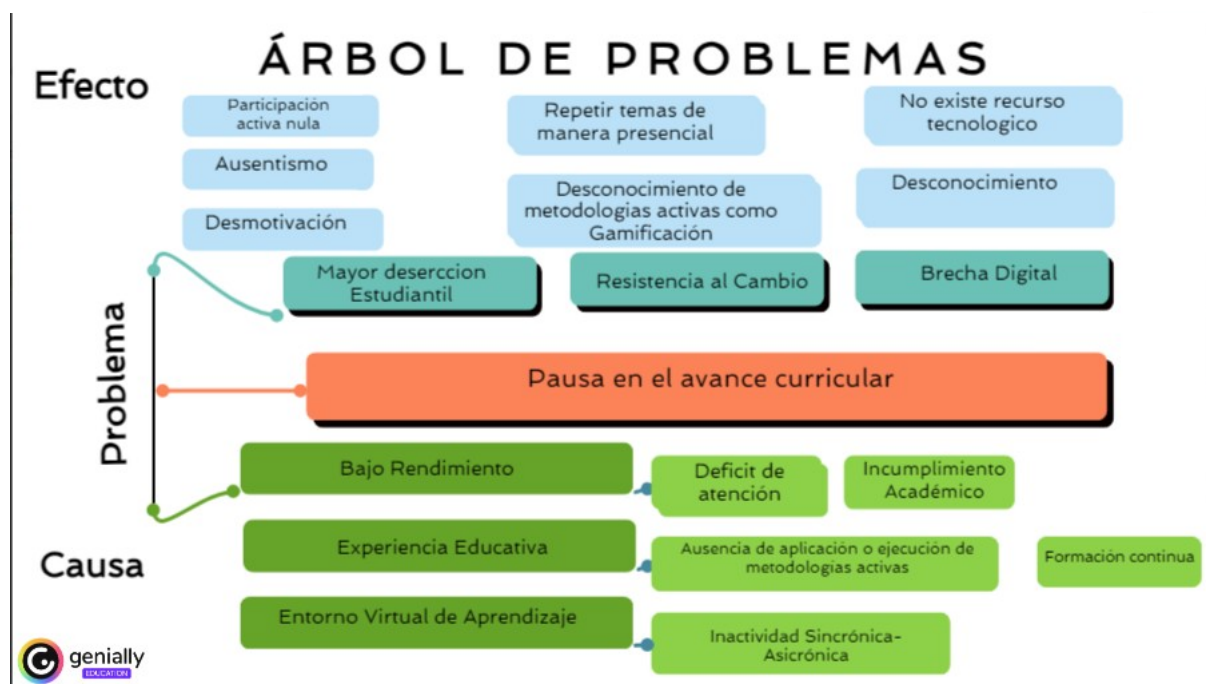 ÁRBOL DE PROBLEMAS
Efecto
Participación
activa nula
Repetir temas de
manera presencial
No existe recurso
tecnologico
Ausentismo
Desconocimiento de
metodologias activas como
Gamificación
Desconocimiento
Desmotivación
Mayor deserccion
Estudiantil
Resistencia al Cambio
Brecha Digital
Problema
Pausa en el avance curricular
Bajo Rendimiento
Deficit de
atención
Incumplimiento
Académico
Causa
Experiencia Educativa
Ausencia de aplicación o ejecución de
metodologias activas
Formación continua
Entorno Virtual de Aprendizaje
Inactividad Sincrónica-
Asicrónica
genially
EDUCATION